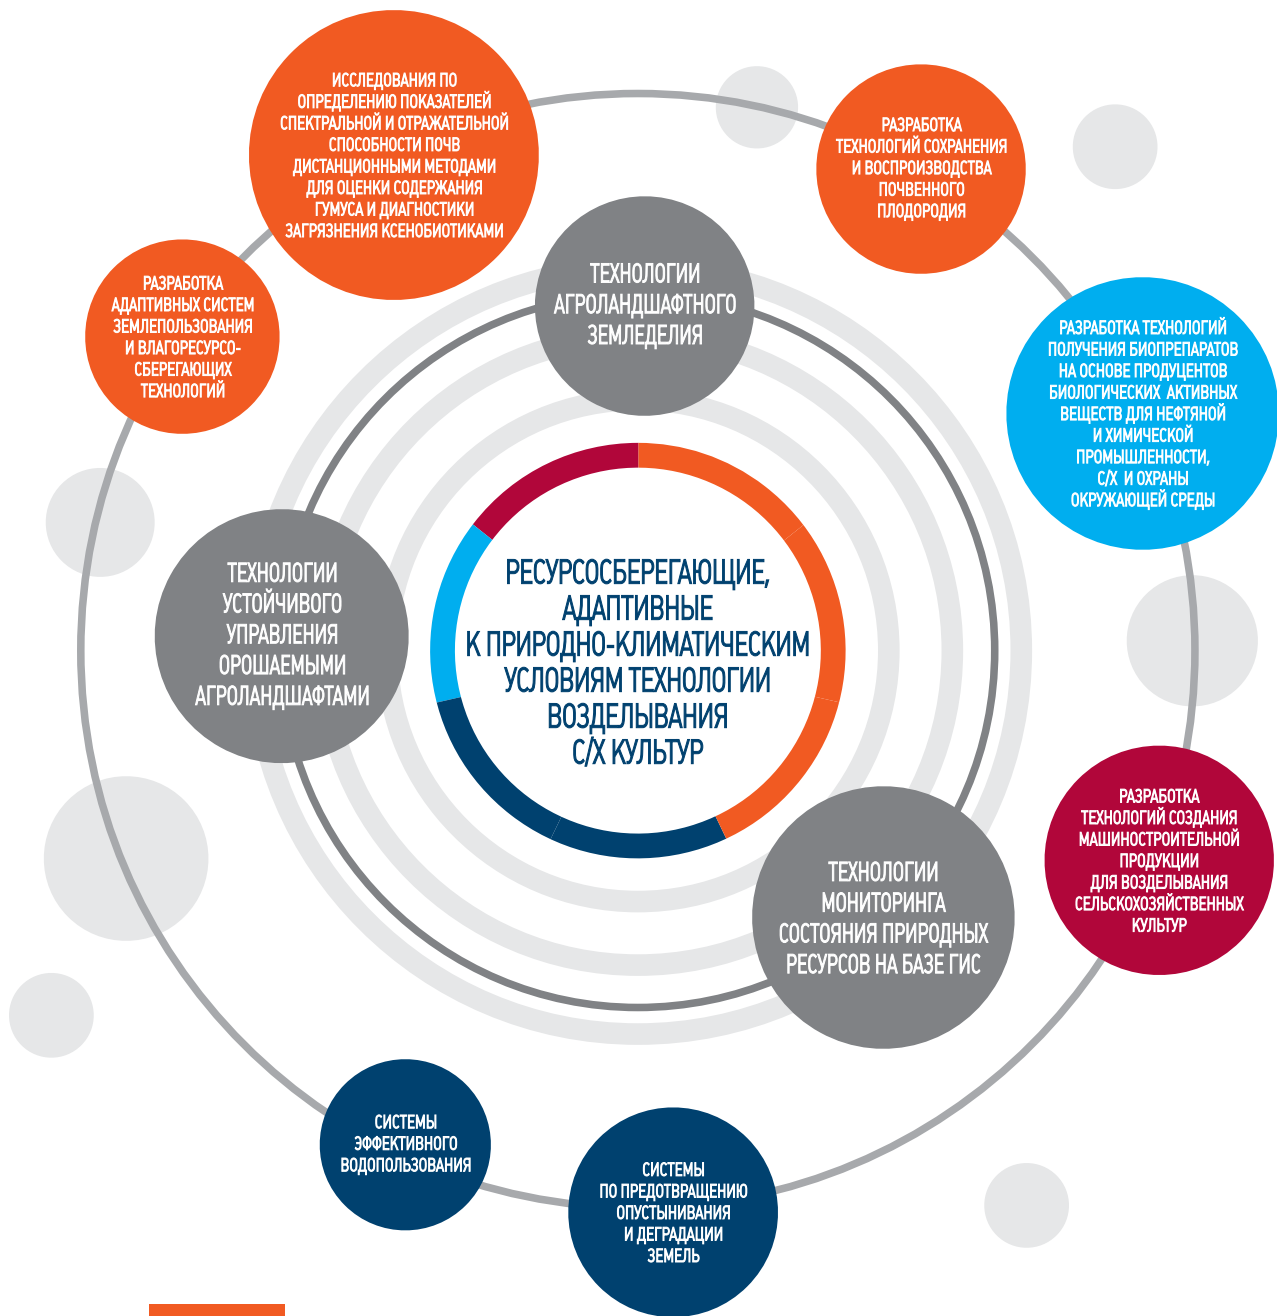 ИССЛЕДОВАНИЯ ПО
ОПРЕДЕЛЕНИЮ ПОКАЗАТЕЛЕЙ
СПЕКТРАЛЬНОЙ И ОТРАЖАТЕЛЬНОЙ
СПОСОБНОСТИ ПОЧВ
ДИСТАНЦИОННЫМИ МЕТОДАМИ
ДЛЯ ОЦЕНКИ СОДЕРЖАНИЯ
ГУМУСА И ДИАГНОСТИКИ
ЗАГРЯЗНЕНИЯ КСЕНОБИОТИКАМИ
РАЗРАБОТКА
ТЕХНОЛОГИЙ СОХРАНЕНИЯ
И ВОСПРОИЗВОДСТВА
ПОЧВЕННОГО
ПЛОДОРОДИЯ
РАЗРАБОТКА
АДАПТИВНЫХ СИСТЕМ
ЗЕМЛЕПОЛЬЗОВАНИЯ
И ВЛАГОРЕСУРСО-
СБЕРЕГАЮЩИХ
ТЕХНОЛОГИЙ
ТЕХНОЛОГИИ
АГРОЛАНДШАФТНОГО
ЗЕМЛЕДЕЛИЯ
РАЗРАБОТКА ТЕХНОЛОГИЙ
ПОЛУЧЕНИЯ БИОПРЕПАРАТОВ
НА ОСНОВЕ ПРОДУЦЕНТОВ
БИОЛОГИЧЕСКИХ АКТИВНЫХ
ВЕЩЕСТВ ДЛЯ НЕФТЯНОЙ
И ХИМИЧЕСКОЙ
ПРОМЫШЛЕННОСТИ,
С/Х И ОХРАНЫ
ОКРУЖАЮЩЕЙ СРЕДЫ
ТЕХНОЛОГИИ
УСТОЙЧИВОГО
УПРАВЛЕНИЯ
ОРОШАЕМЫМИ
АГРОЛАНДШАФТАМИ
РЕСУРСОСБЕРЕГАЮЩИЕ,
АДАПТИВНЫЕ
К ПРИРОДНО-КЛИМАТИЧЕСКИМ
УСЛОВИЯМ ТЕХНОЛОГИИ
ВОЗДЕЛЫВАНИЯ
С/Х КУЛЬТУР
РАЗРАБОТКА
ТЕХНОЛОГИЙ СОЗДАНИЯ
МАШИНОСТРОИТЕЛЬНОЙ
ПРОДУКЦИИ
ДЛЯ ВОЗДЕЛЫВАНИЯ
СЕЛЬСКОХОЗЯЙСТВЕННЫХ
КУЛЬТУР
ТЕХНОЛОГИИ
МОНИТОРИНГА
СОСТОЯНИЯ ПРИРОДНЫХ
РЕСУРСОВ НА БАЗЕ ГИС
СИСТЕМЫ
ЭФФЕКТИВНОГО
ВОДОПОЛЬЗОВАНИЯ
СИСТЕМЫ
ПО ПРЕДОТВРАЩЕНИЮ
ОПУСТЫНИВАНИЯ
И ДЕГРАДАЦИИ
ЗЕМЕЛЬ